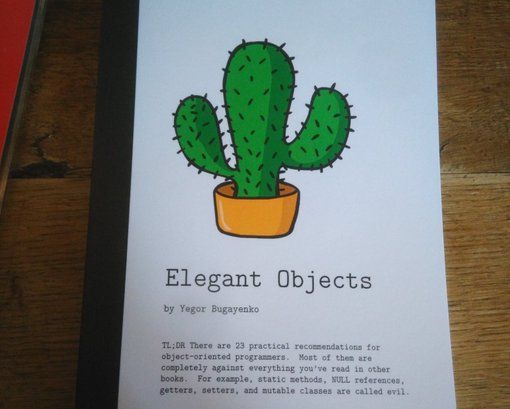 Elegant Objects
by Yegor Bugayenko
TL;DR There are 23 practical recommendations for
object-oriented programmers. Most of them are
completely against everything you've read in other
books. For example, static methods, NULL references,
getters, setters, and mutable classes are called evil.